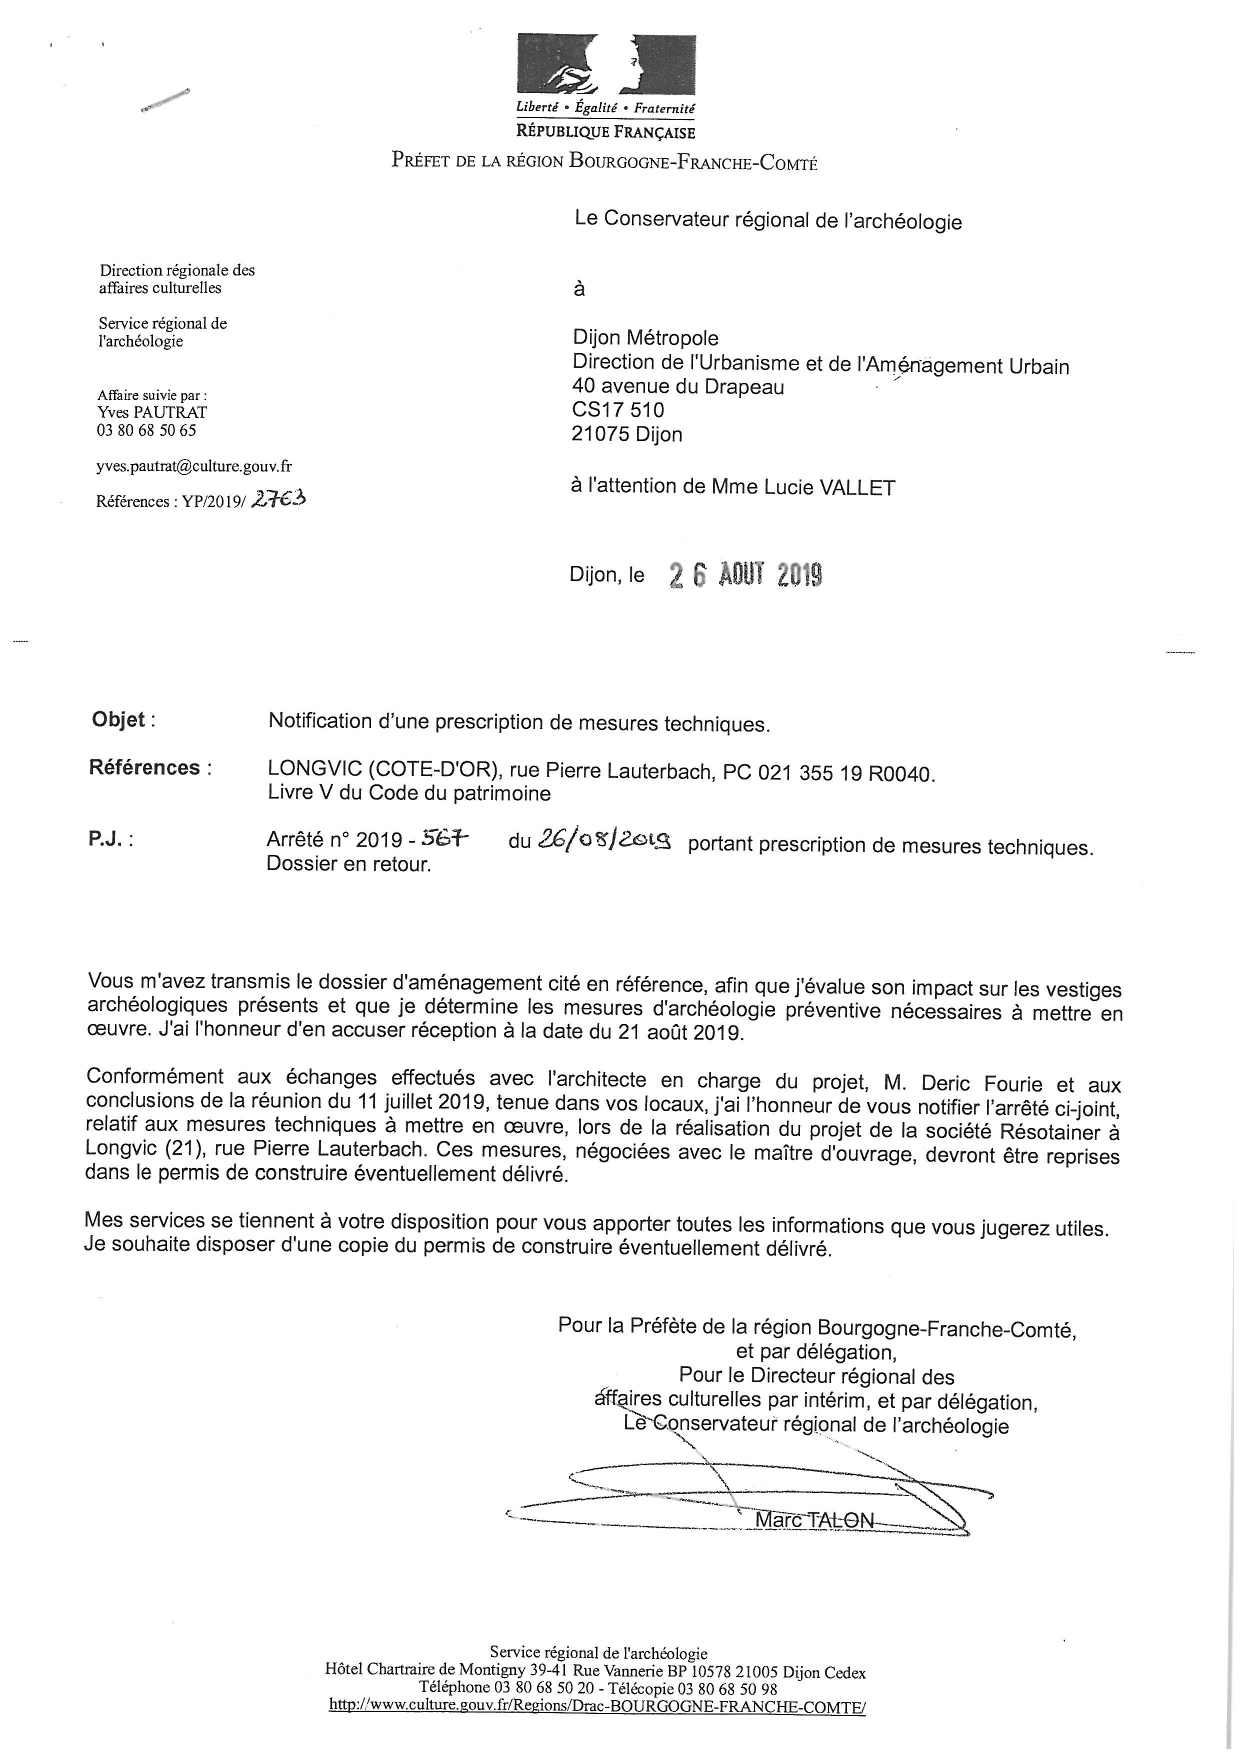 Liberté • Égalité • Fraternité
RÉPUBLIQUE FRANÇAISE
PRÉFET DE LA RÉGION BOURGOGNE-FRANCHE-COMTÉ
Le Conservateur régional de l'archéologie
Direction régionale des
affaires culturelles
Service régional de
l'archéologie
Affaire suivie par :
Yves PAUTRAT
03 80 68 50 65
yves.pautrat@culture.gouv.fr
Références : YP/2019/ 2763
à
Dijon Métropole
Direction de l'Urbanisme et de l'Aménagement Urbain
40 avenue du Drapeau
CS17 510
21075 Dijon
à l'attention de Mme Lucie VALLET
Dijon, le 26 AOUT 2019
Objet : Notification d'une prescription de mesures techniques.
Références : LONGVIC (COTE-D'OR), rue Pierre Lauterbach, PC 021 355 19 R0040.
Livre V du Code du patrimoine
P.J. : Arrêté n° 2019 - 567 du 26/08/2019 portant prescription de mesures techniques.
Dossier en retour.
Vous m'avez transmis le dossier d'aménagement cité en référence, afin que j'évalue son impact sur les vestiges
archéologiques présents et que je détermine les mesures d'archéologie préventive nécessaires à mettre en
œuvre. J'ai l'honneur d'en accuser réception à la date du 21 août 2019.
Conformément aux échanges effectués avec l'architecte en charge du projet, M. Deric Fourie et aux
conclusions de la réunion du 11 juillet 2019, tenue dans vos locaux, j'ai l'honneur de vous notifier l'arrêté ci-joint,
relatif aux mesures techniques à mettre en œuvre, lors de la réalisation du projet de la société Résotainer à
Longvic (21), rue Pierre Lauterbach. Ces mesures, négociées avec le maître d'ouvrage, devront être reprises
dans le permis de construire éventuellement délivré.
Mes services se tiennent à votre disposition pour vous apporter toutes les informations que vous jugerez utiles.
Je souhaite disposer d'une copie du permis de construire éventuellement délivré.
Pour la Préfète de la région Bourgogne-Franche-Comté,
et par délégation,
Pour le Directeur régional des
affaires culturelles par intérim, et par délégation,
Le Conservateur régional de l'archéologie
Marc TALON
Service régional de l'archéologie
Hôtel Chartraire de Montigny 39-41 Rue Vannerie BP 10578 21005 Dijon Cedex
Téléphone 03 80 68 50 20 - Télécopie 03 80 68 50 98
http://www.culture.gouv.fr/Regions/Drac-BOURGOGNE-FRANCHE-COMTE/